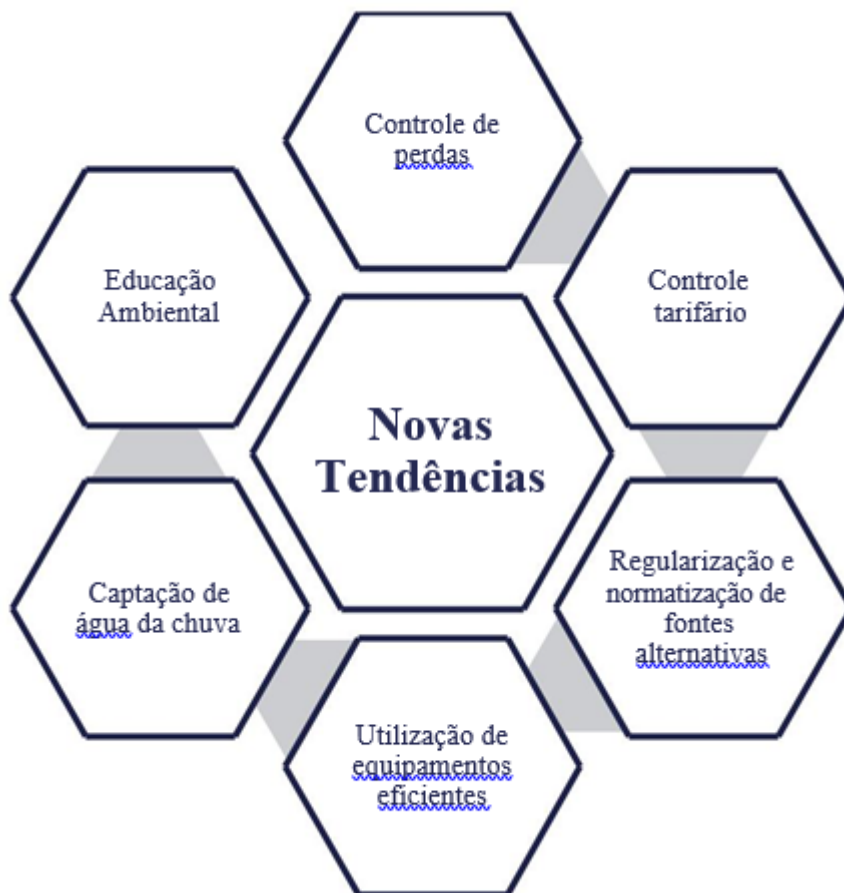 Controle de
perdas
Educação
Ambiental
Controle
tarifário
Novas
Tendências
Captação de
água da chuva
Regularização e
normatização de
fontes
alternativas
Utilização de
equipamentos
eficientes